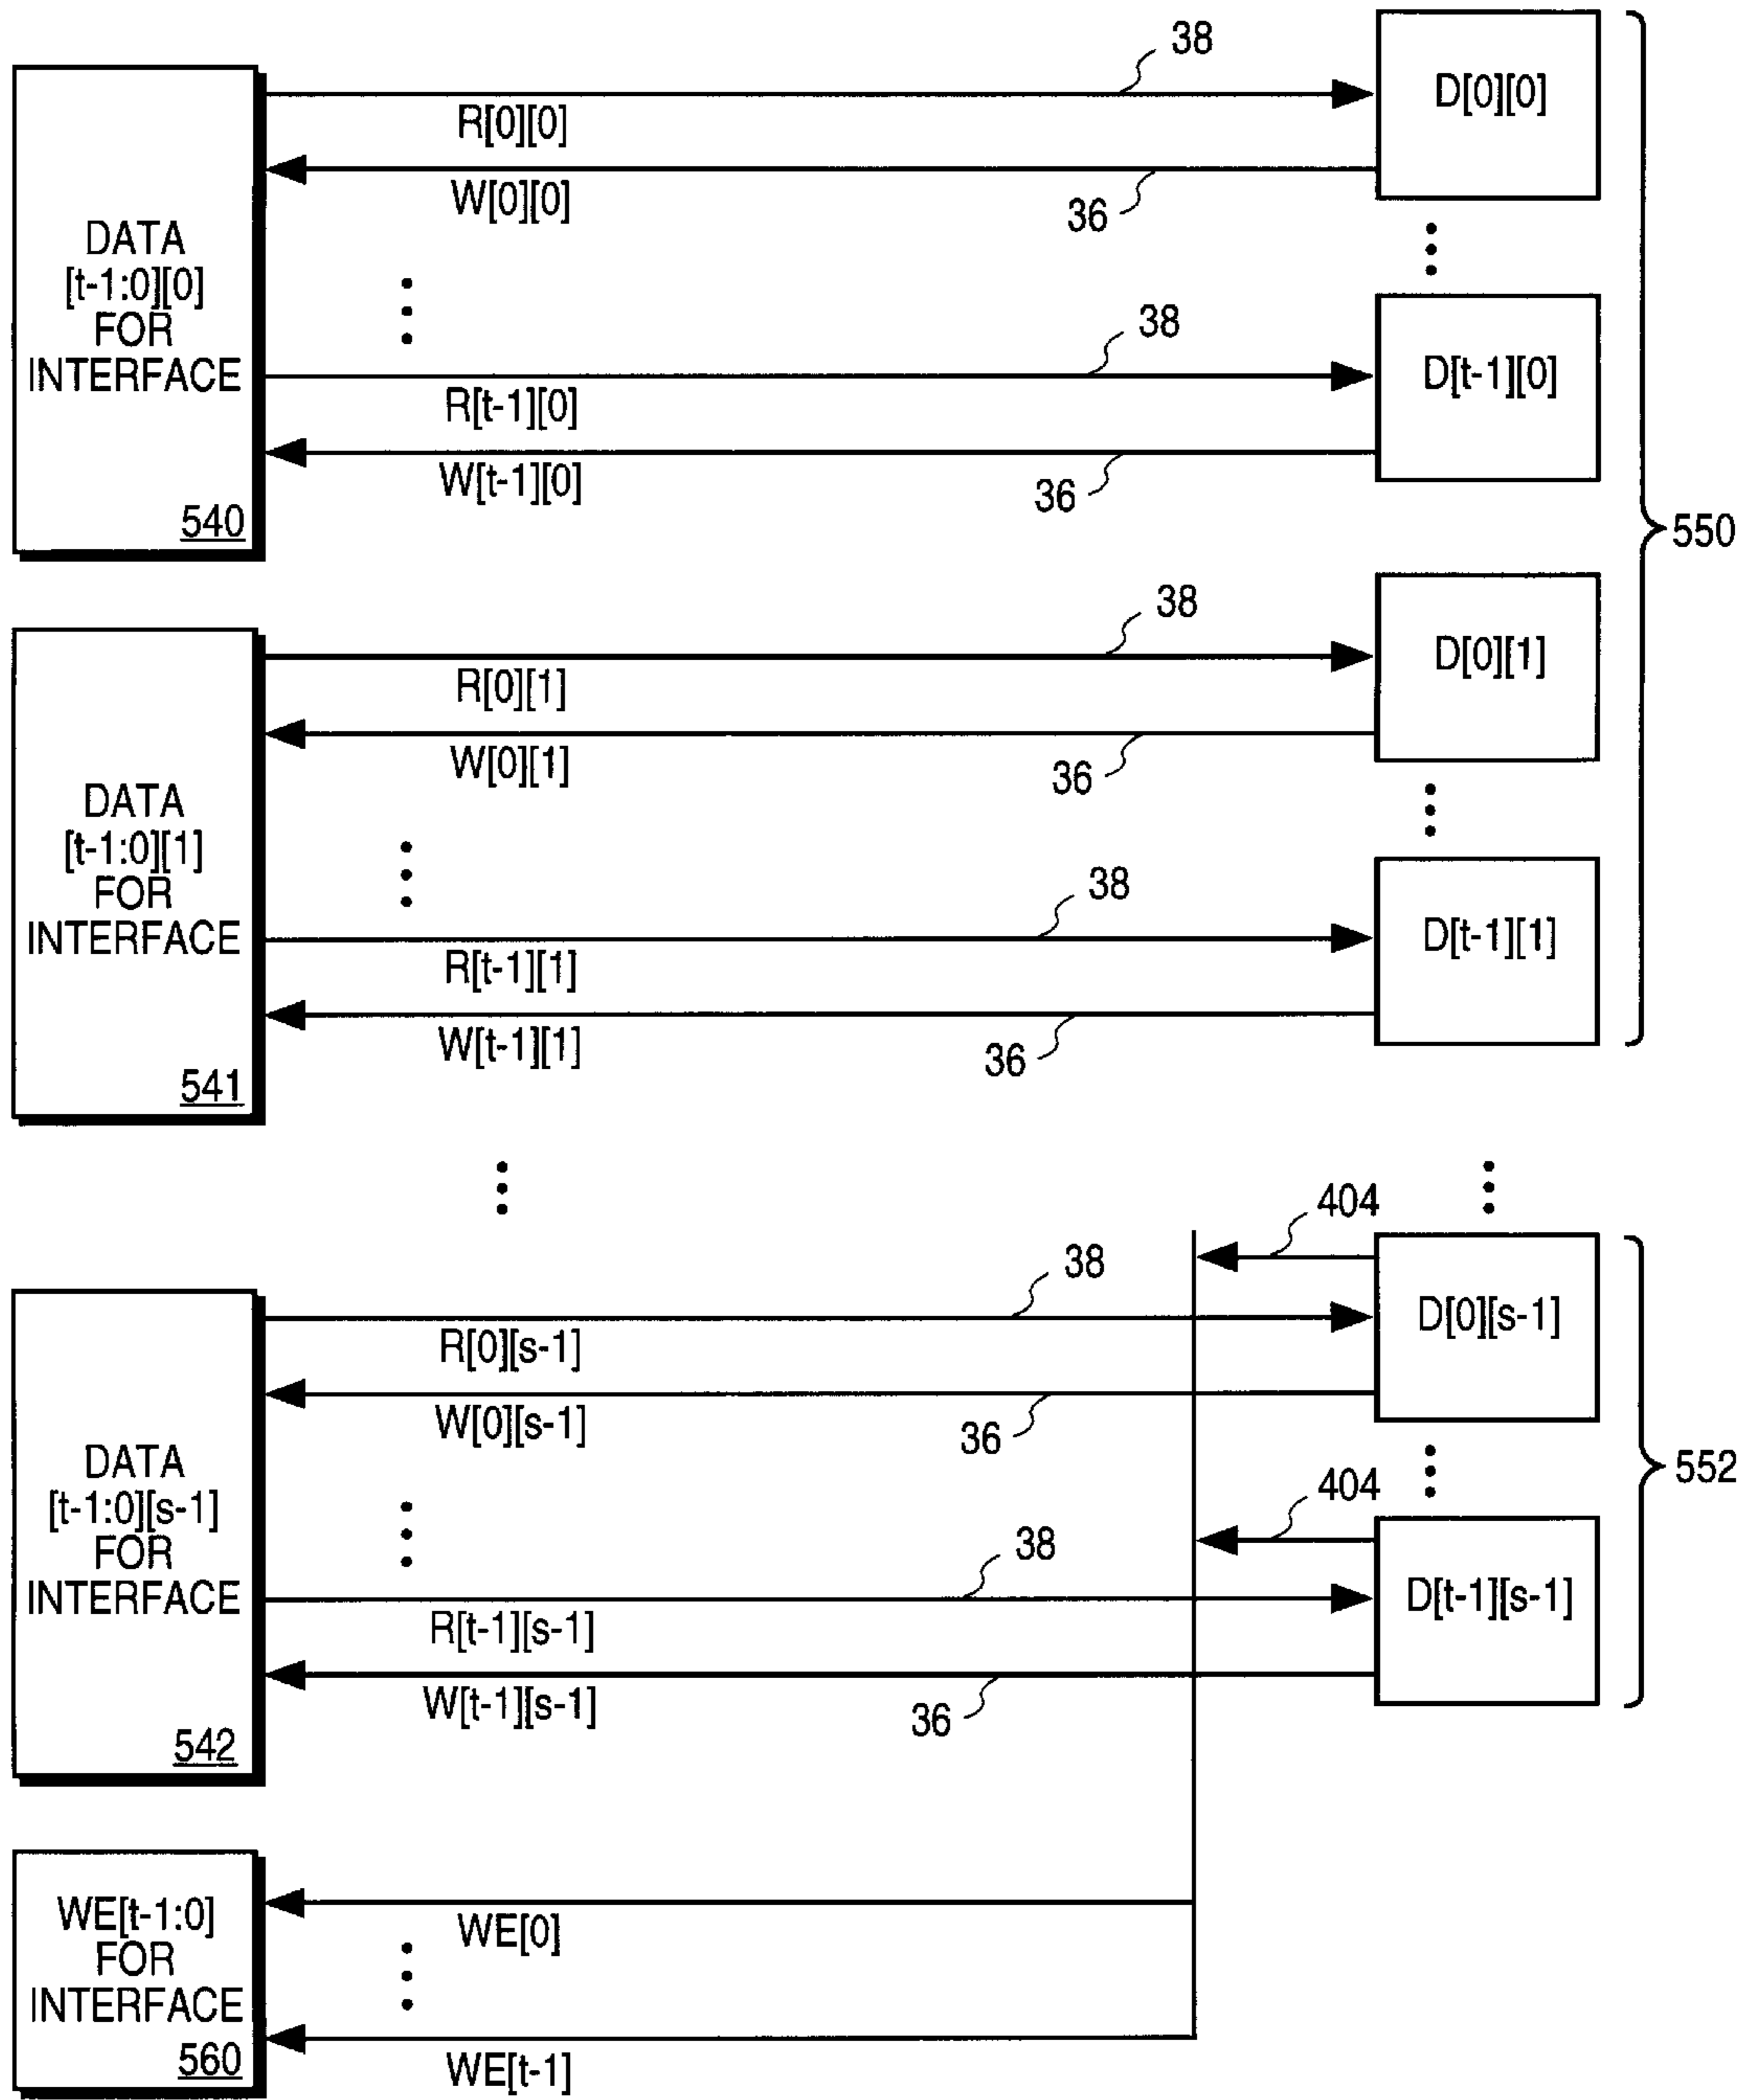 38
D[0][0]
R[0][0]
W[0][0]
36
DATA
[t-1:0][0]
FOR
INTERFACE
540
38
D[t-1][0]
R[t-1][0]
W[t-1][0]
36
550
38
D[0][1]
R[0][1]
W[0][1]
36
DATA
[t-1:0][1]
FOR
INTERFACE
541
38
D[t-1][1]
R[t-1][1]
W[t-1][1]
36
404
38
D[0][s-1]
R[0][s-1]
W[0][s-1]
36
DATA
[t-1:0][s-1]
FOR
INTERFACE
542
552
404
38
D[t-1][s-1]
R[t-1][s-1]
W[t-1][s-1]
36
WE[t-1:0]
FOR
INTERFACE
560
WE[0]
WE[t-1]